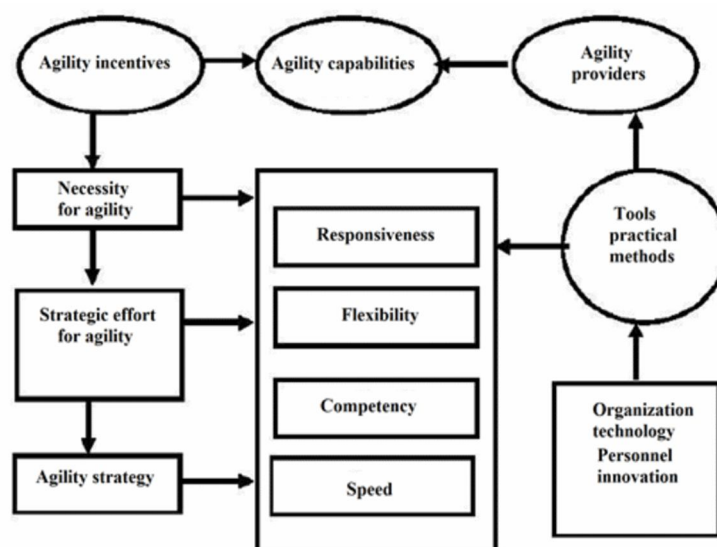 Agility incentives
Agility capabilities
Agility
providers
Necessity
for agility
Responsiveness
Tools
practical
methods
Strategic effort
for agility
Flexibility
Competency
Organization
technology
Personnel
innovation
Agility strategy
Speed